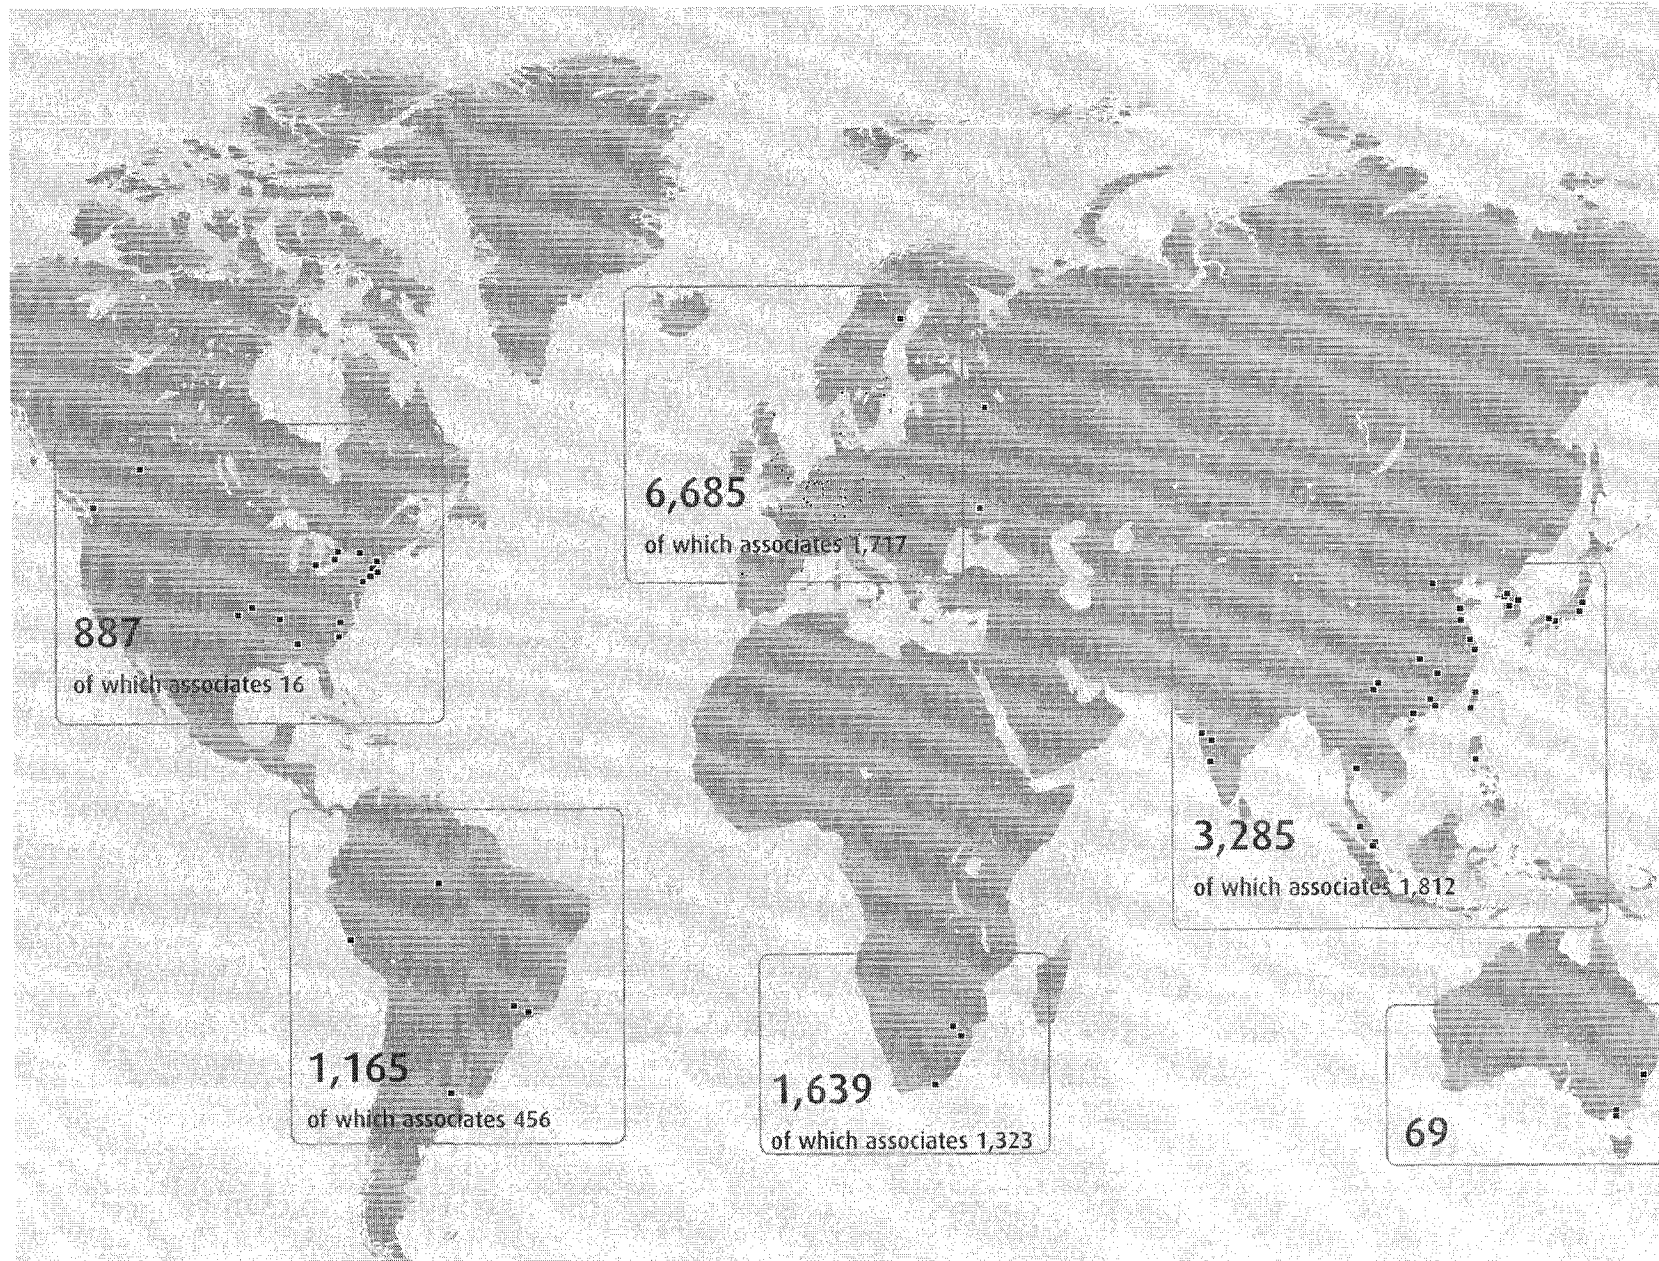 6,685
of which associates 1,717
887
of which associates 16
3,285
of which associates 1,812
1,165
of which associates 456
1,639
of which associates 1,323
69